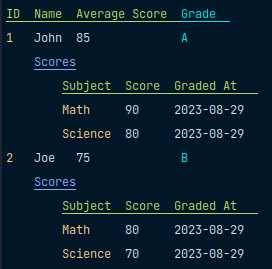 ID  Name  Average Score  Grade
1   John  85             A
Scores
Subject  Score  Graded At
Math     90     2023-08-29
Science  80     2023-08-29
2   Joe   75             B
Scores
Subject  Score  Graded At
Math     80     2023-08-29
Science  70     2023-08-29